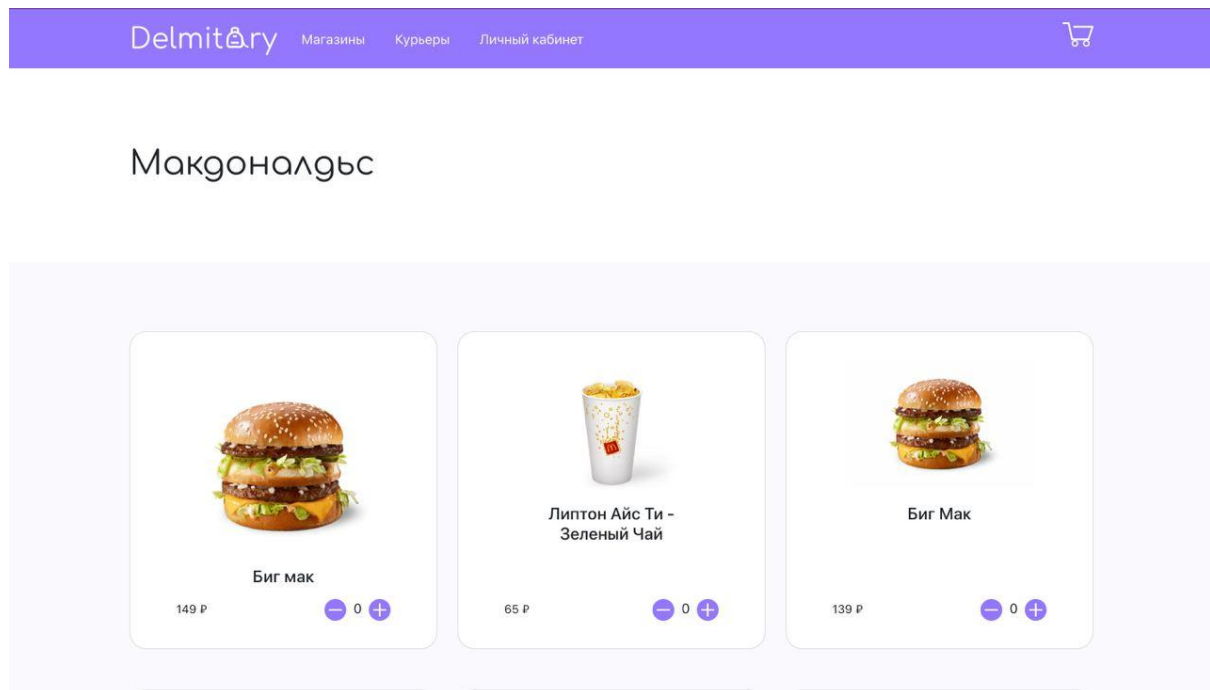 Delmitary
Магазины
Курьеры
Личный кабинет
Макдоналдьс
Биг мак
149 ₽
0
Липтон Айс Ти -
Зеленый Чай
65 ₽
0
Биг Мак
139 ₽
0